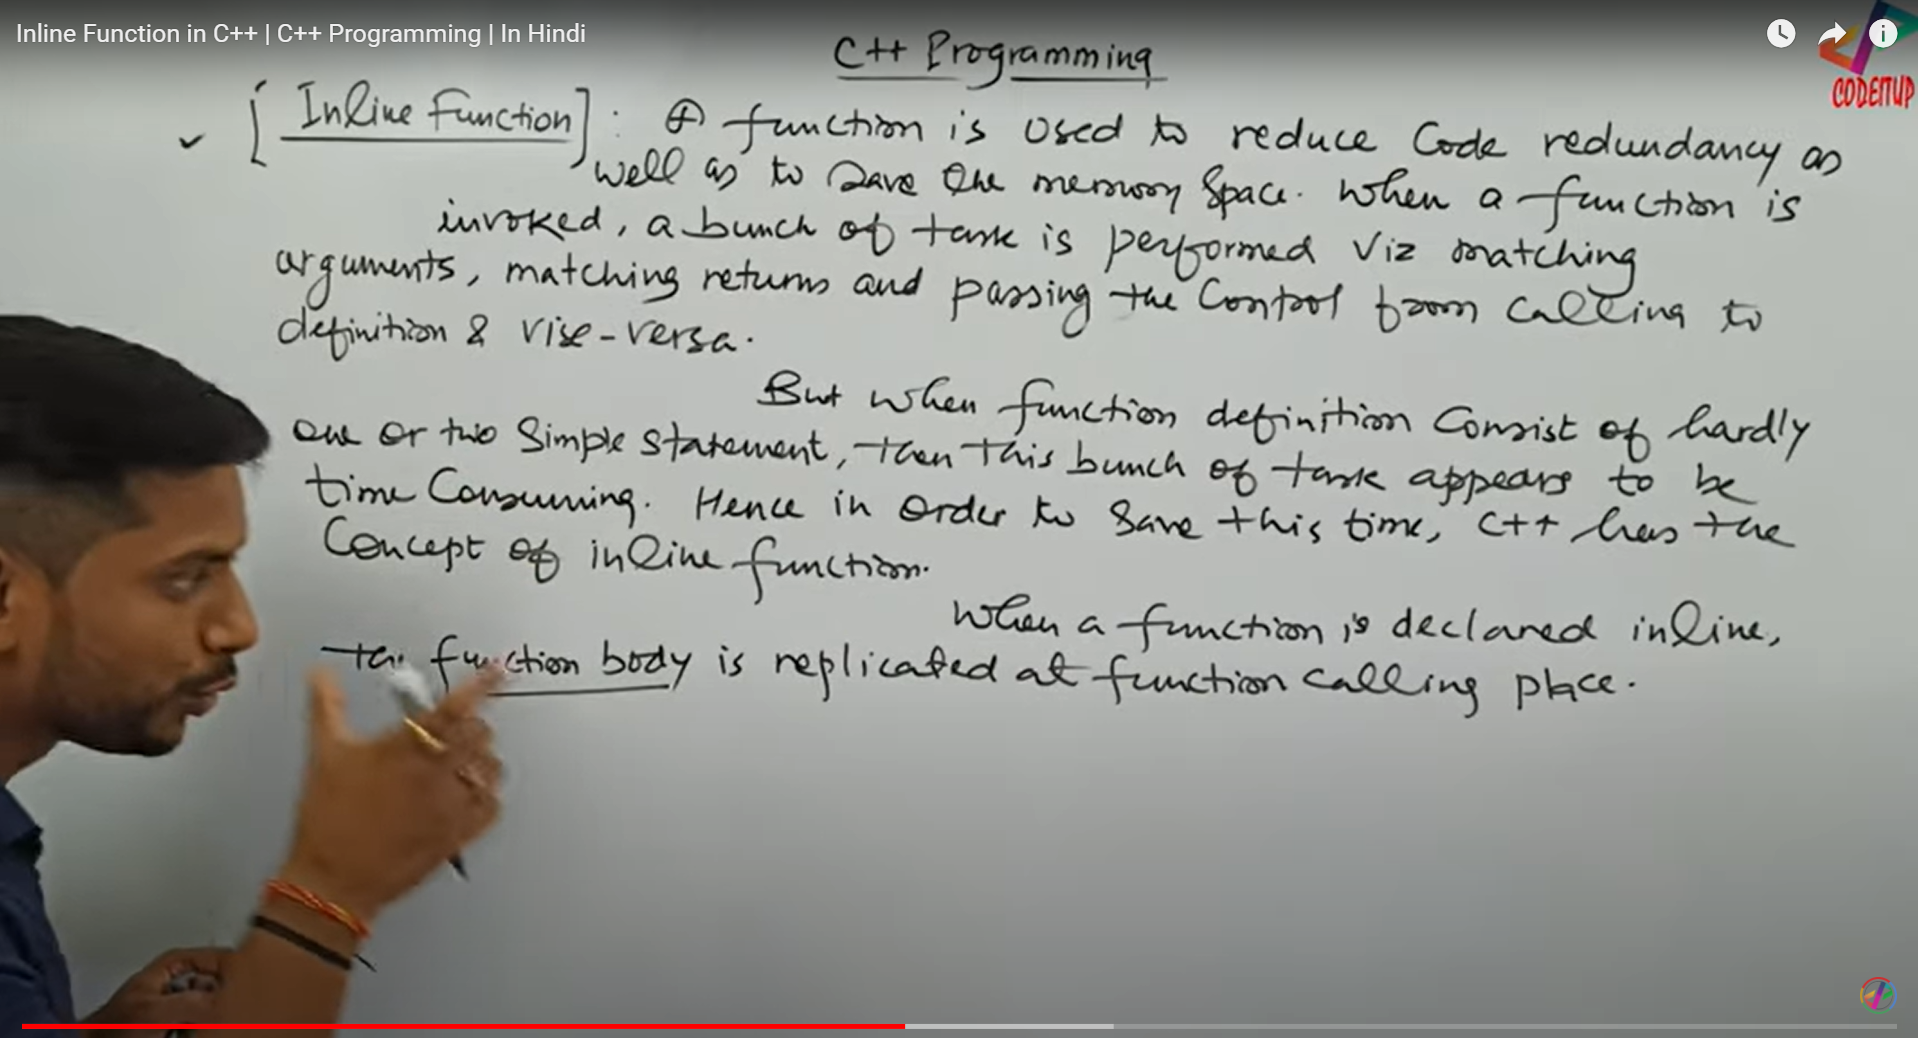 Inline Function in C++ | C++ Programming | In Hindi
C++ Programming
CODEITUP
[Inline Function] : A function is used to reduce Code redundancy as
well as to save the memory space. When a function is
invoked, a bunch of task is performed Viz matching
arguments, matching returns and passing the Control from calling to
definition & vise-versa.
But when function definition Consist of hardly
one or two Simple statement, then this bunch of task appears to be
time Consuming. Hence in order to save this time, C++ has the
Concept of inline function.
When a function is declared inline,
the function body is replicated at function calling place.